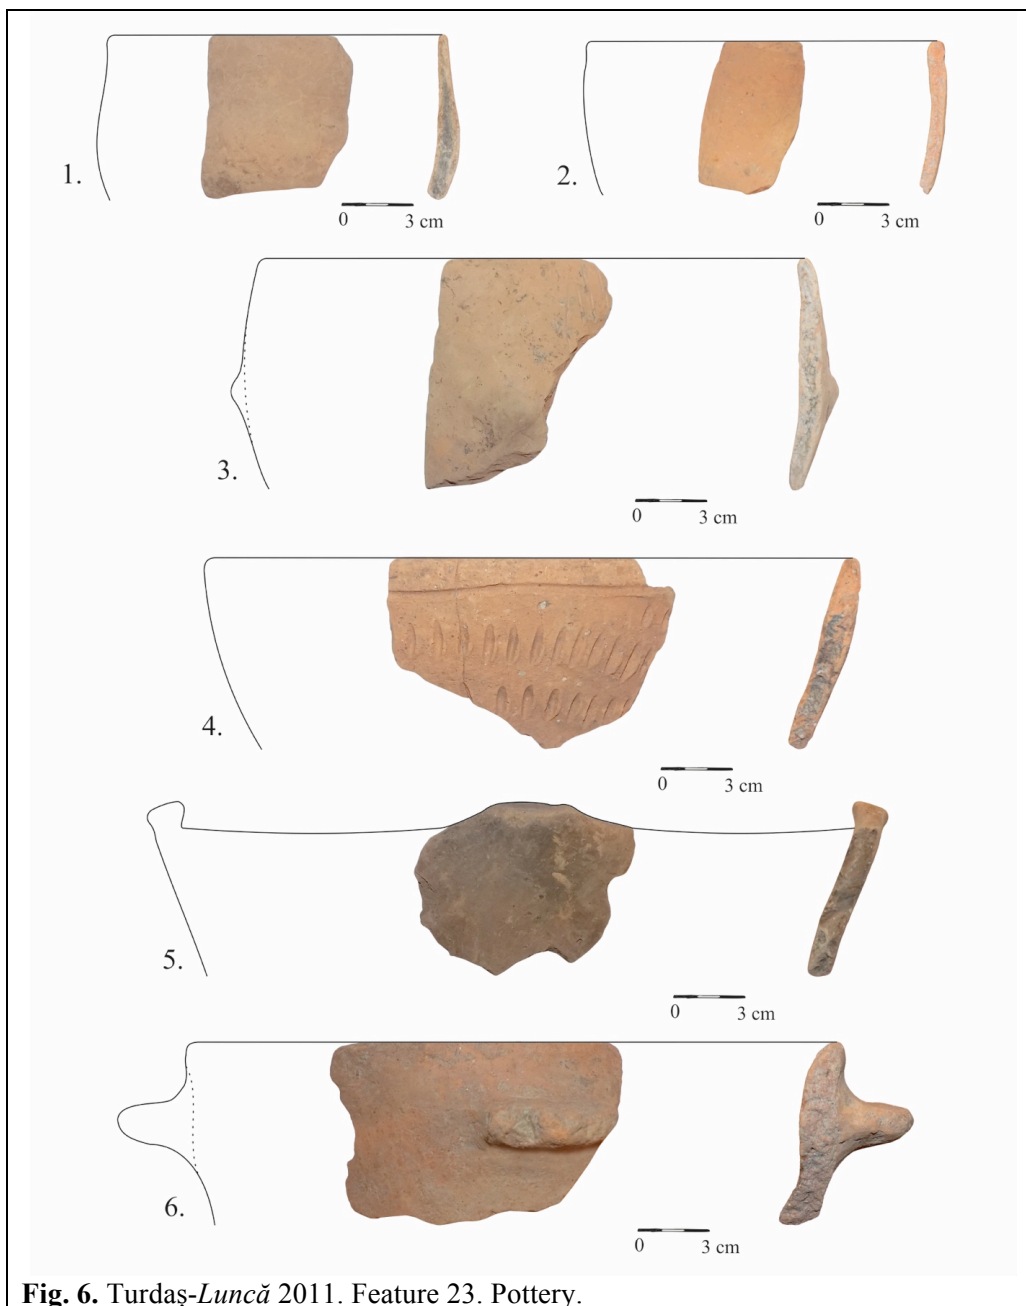 1.
0 3 cm
2.
0 3 cm
3.
0 3 cm
4.
0 3 cm
5.
0 3 cm
6.
0 3 cm
Fig. 6. Turdaş-Luncă 2011. Feature 23. Pottery.